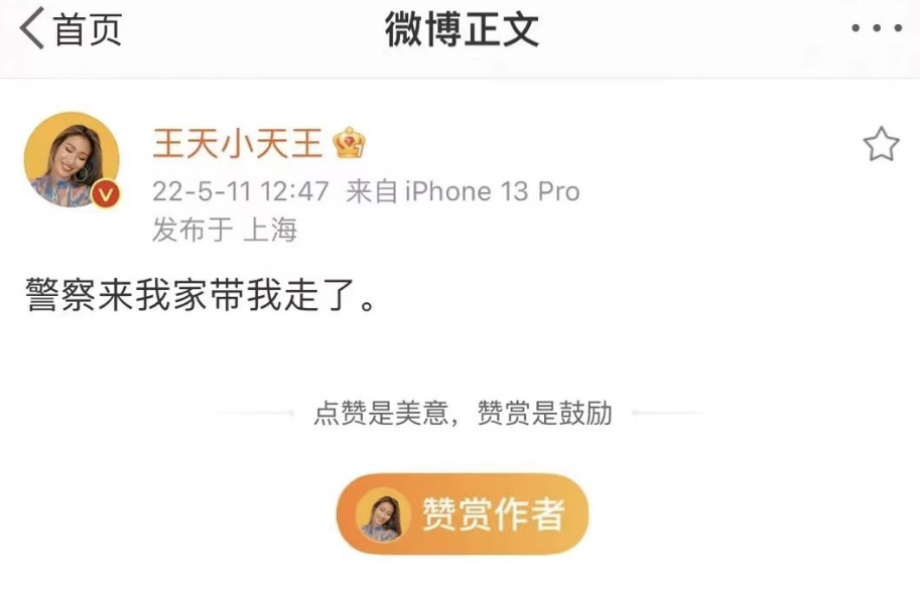 首页
微博正文
王天小天王
22-5-11 12:47 来自 iPhone 13 Pro
发布于 上海
警察来我家带我走了。
点赞是美意，赞赏是鼓励
赞赏作者